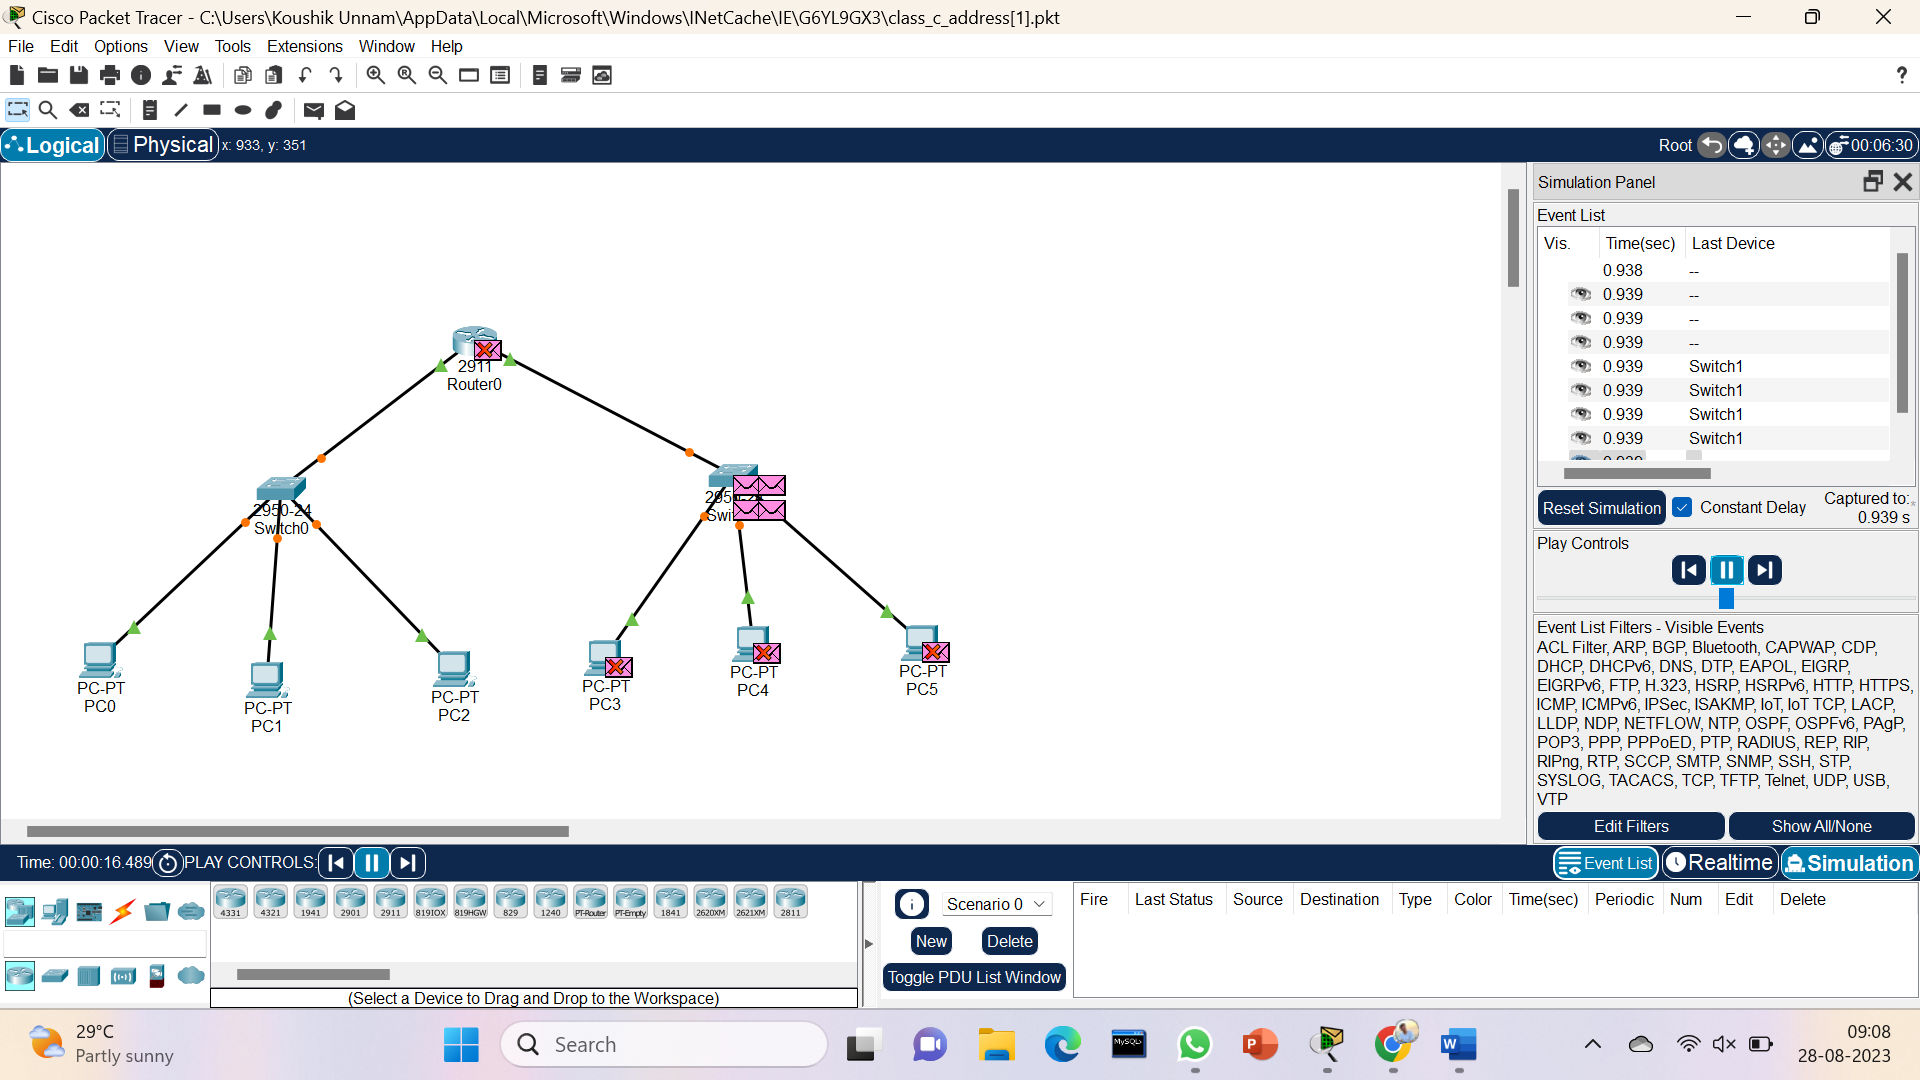 Cisco Packet Tracer - C:\Users\Koushik Unnam\AppData\Local\Microsoft\Windows\INetCache\IE\G6YL9GX3\class_c_address[1].pkt
File Edit Options View Tools Extensions Window Help
?
Logical Physical x: 933, y: 351
Root 00:06:30
Simulation Panel
Event List
Vis. Time(sec) Last Device
0.938 --
0.939 --
0.939 --
0.939 --
0.939 Switch1
0.939 Switch1
0.939 Switch1
0.939 Switch1
0.939
Reset Simulation Constant Delay Captured to:
0.939 s
Play Controls
Event List Filters - Visible Events
ACL Filter, ARP, BGP, Bluetooth, CAPWAP, CDP,
DHCP, DHCPv6, DNS, DTP, EAPOL, EIGRP,
EIGRPv6, FTP, H.323, HSRP, HSRPv6, HTTP, HTTPS,
ICMP, ICMPv6, IPSec, ISAKMP, IoT, IoT TCP, LACP,
LLDP, NDP, NETFLOW, NTP, OSPF, OSPFv6, PAgP,
POP3, PPP, PPPoED, PTP, RADIUS, REP, RIP,
RIPng, RTP, SCCP, SMTP, SNMP, SSH, STP,
SYSLOG, TACACS, TCP, TFTP, Telnet, UDP, USB,
VTP
Edit Filters Show All/None
2911
Router0
2950-24
Switch0
PC-PT
PC0
PC-PT
PC1
PC-PT
PC2
PC-PT
PC3
PC-PT
PC4
PC-PT
PC5
Time: 00:00:16.489 PLAY CONTROLS:
Event List Realtime Simulation
4331 4321 1941 2901 2911 819IOX 819HGW 829 1240 PT-Router PT-Empty 1841 2620XM 2621XM 2811
(Select a Device to Drag and Drop to the Workspace)
Scenario 0
New Delete
Toggle PDU List Window
Fire Last Status Source Destination Type Color Time(sec) Periodic Num Edit Delete
29°C
Partly sunny
Search
MySQL
09:08
28-08-2023